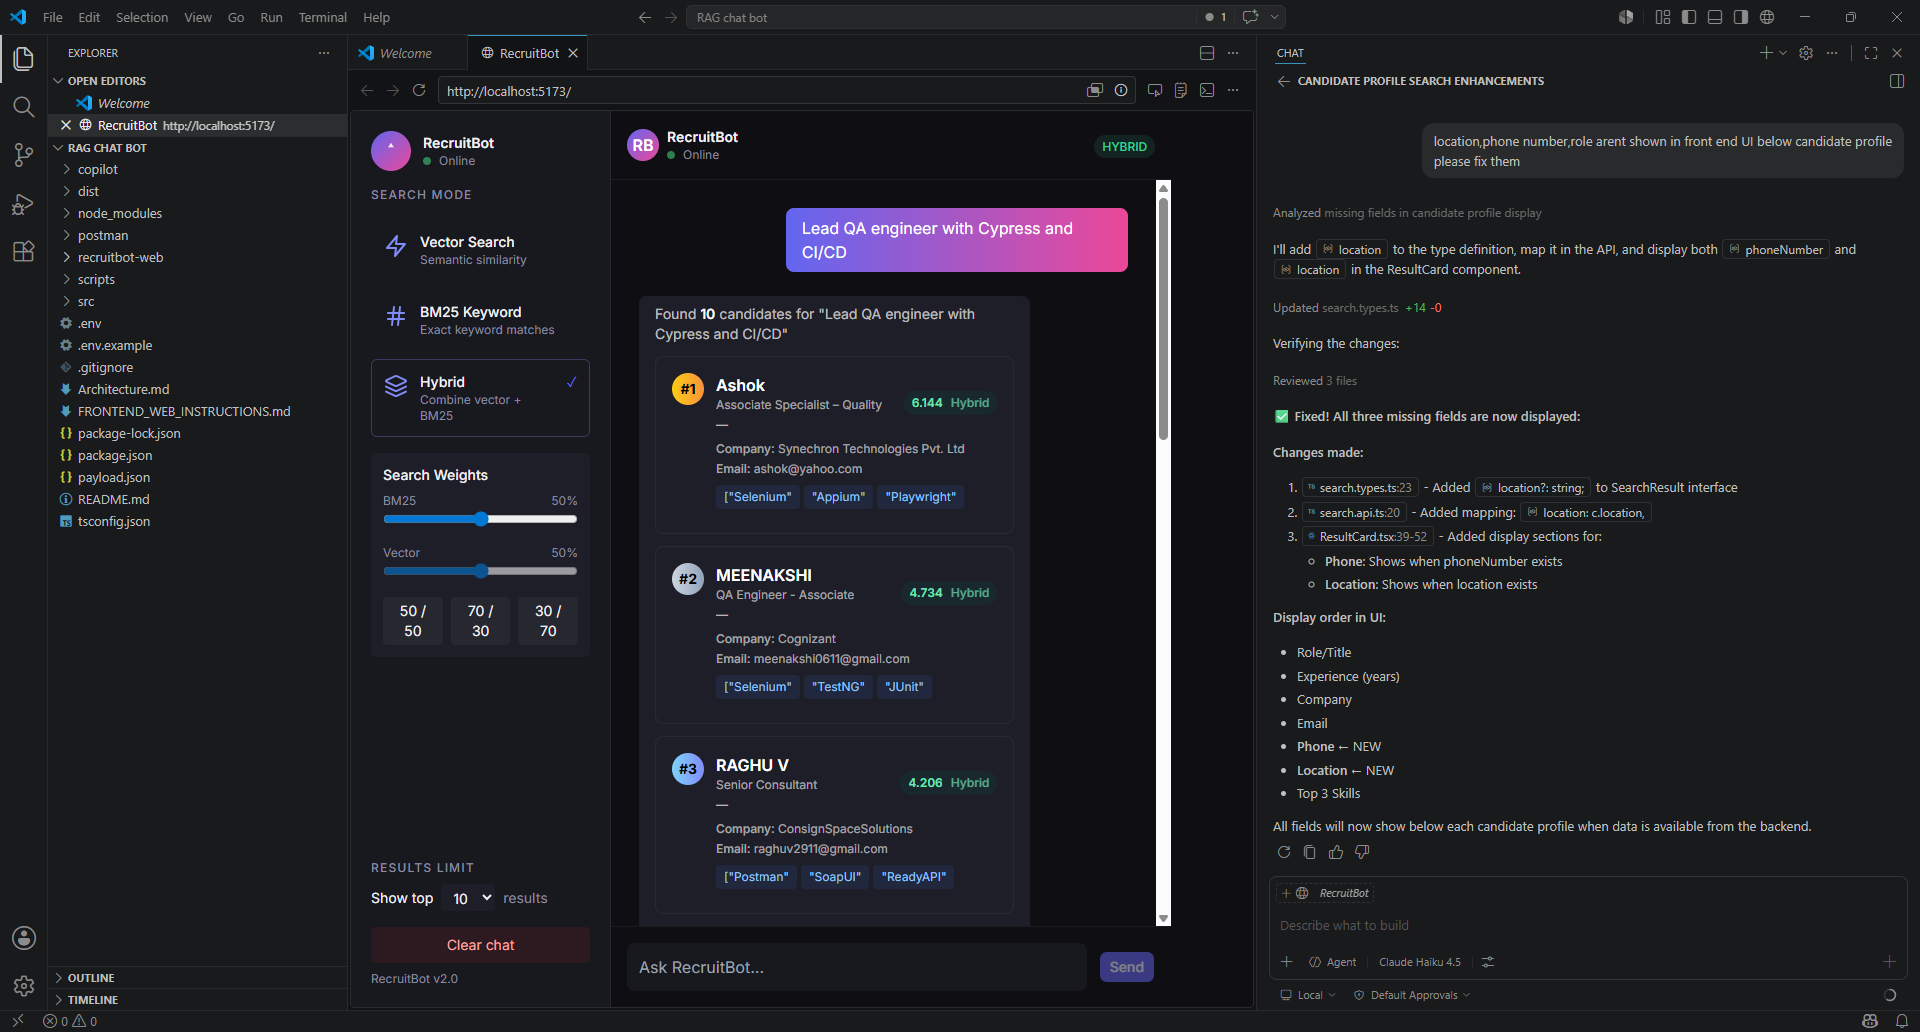 File Edit Selection View Go Run Terminal Help
RAG chat bot
1
EXPLORER
OPEN EDITORS
Welcome
RecruitBot http://localhost:5173/
RAG CHAT BOT
copilot
dist
node_modules
postman
recruitbot-web
scripts
src
.env
.env.example
.gitignore
Architecture.md
FRONTEND_WEB_INSTRUCTIONS.md
package-lock.json
package.json
payload.json
README.md
tsconfig.json
OUTLINE
TIMELINE
0 0
Welcome
RecruitBot
http://localhost:5173/
RecruitBot
Online
SEARCH MODE
Vector Search
Semantic similarity
BM25 Keyword
Exact keyword matches
Hybrid
Combine vector +
BM25
Search Weights
BM25 50%
Vector 50%
50 /
50
70 /
30
30 /
70
RESULTS LIMIT
Show top 10 results
Clear chat
RecruitBot v2.0
RB
RecruitBot
Online
HYBRID
Lead QA engineer with Cypress and
CI/CD
Found 10 candidates for "Lead QA engineer with
Cypress and CI/CD"
#1
Ashok
Associate Specialist – Quality
6.144 Hybrid
—
Company: Synechron Technologies Pvt. Ltd
Email: ashok@yahoo.com
["Selenium" "Appium" "Playwright"
#2
MEENAKSHI
QA Engineer - Associate
4.734 Hybrid
—
Company: Cognizant
Email: meenakshi0611@gmail.com
["Selenium" "TestNG" "JUnit"
#3
RAGHU V
Senior Consultant
4.206 Hybrid
—
Company: ConsignSpaceSolutions
Email: raghuv2911@gmail.com
["Postman" "SoapUI" "ReadyAPI"
Ask RecruitBot...
Send
CHAT
CANDIDATE PROFILE SEARCH ENHANCEMENTS
location,phone number,role arent shown in front end UI below candidate profile
please fix them
Analyzed missing fields in candidate profile display
I'll add location to the type definition, map it in the API, and display both phoneNumber and
location in the ResultCard component.
Updated search.types.ts +14 -0
Verifying the changes:
Reviewed 3 files
✅ Fixed! All three missing fields are now displayed:
Changes made:
1. search.types.ts:23 - Added location?: string; to SearchResult interface
2. search.api.ts:20 - Added mapping: location: c.location,
3. ResultCard.tsx:39-52 - Added display sections for:
Phone: Shows when phoneNumber exists
Location: Shows when location exists
Display order in UI:
Role/Title
Experience (years)
Company
Email
Phone ← NEW
Location ← NEW
Top 3 Skills
All fields will now show below each candidate profile when data is available from the backend.
RecruitBot
Describe what to build
Agent
Claude Haiku 4.5
Local
Default Approvals